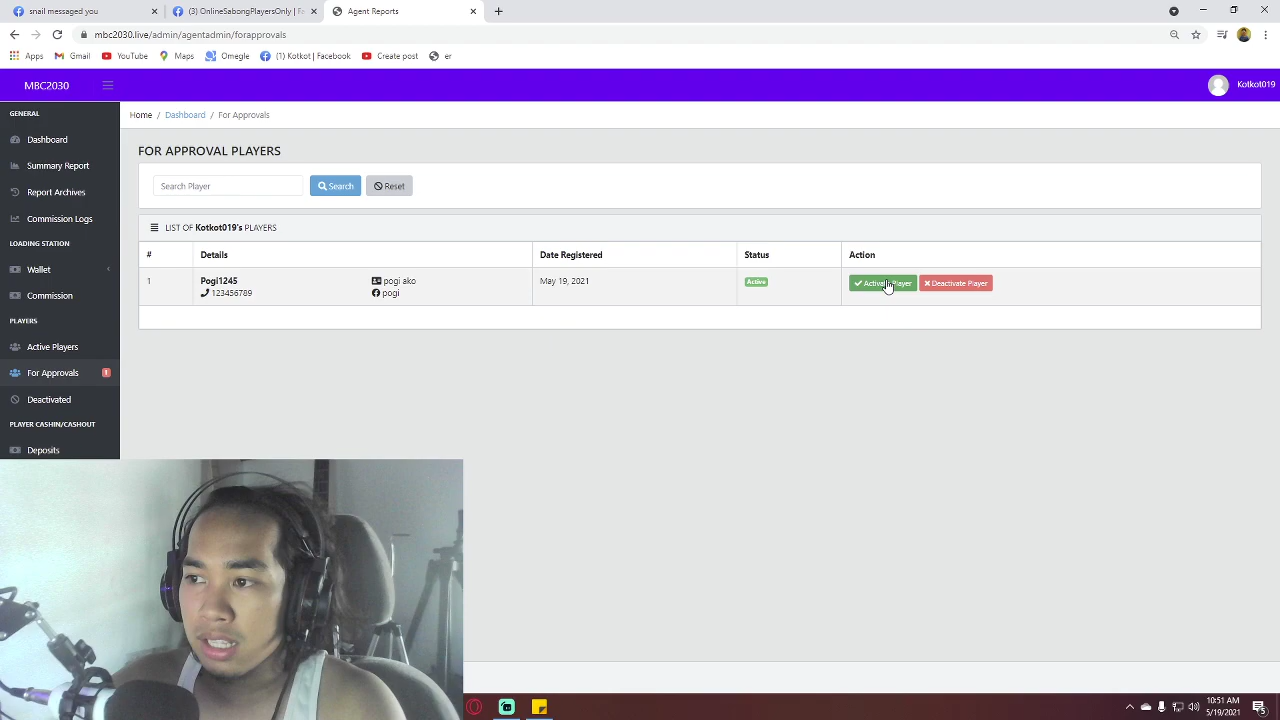 snail messaged you
(3) OnlineSabongPlayersOnly | Fa
Agent Reports
mbc2030.live/admin/agentadmin/forapprovals
Apps
Gmail
YouTube
Maps
Omegle
(1) Kotkot | Facebook
Create post
er
MBC2030
Kotkot019
GENERAL
Dashboard
Summary Report
Report Archives
Commission Logs
LOADING STATION
Wallet
Commission
PLAYERS
Active Players
For Approvals 1
Deactivated
PLAYER CASHIN/CASHOUT
Deposits
Home / Dashboard / For Approvals
FOR APPROVAL PLAYERS
Search Player
Search
Reset
LIST OF Kotkot019's PLAYERS
# Details Date Registered Status Action
1 Pogi1245 pogi ako May 19, 2021 Active Activate Player Deactivate Player
123456789 pogi
10:51 AM
5/19/2021